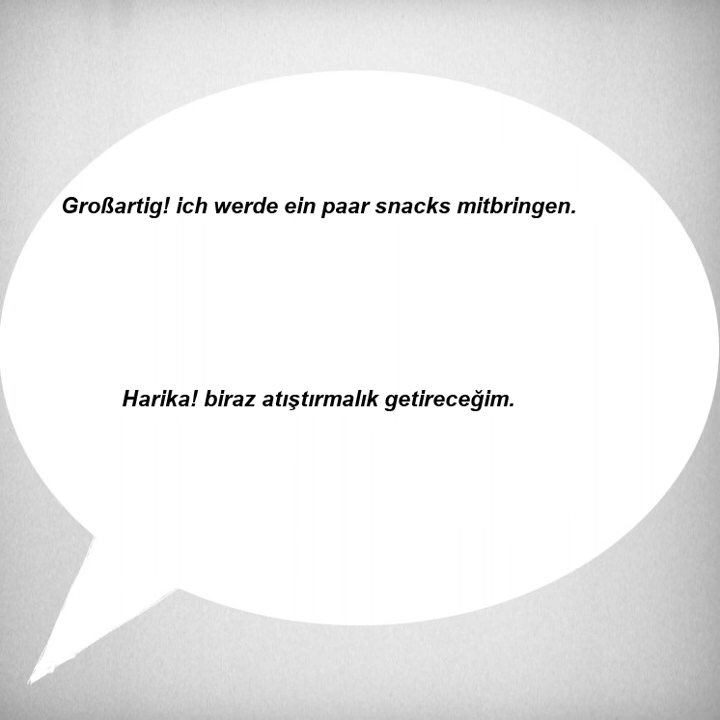 Großartig! ich werde ein paar snacks mitbringen.
Harika! biraz atıştırmalık getireceğim.